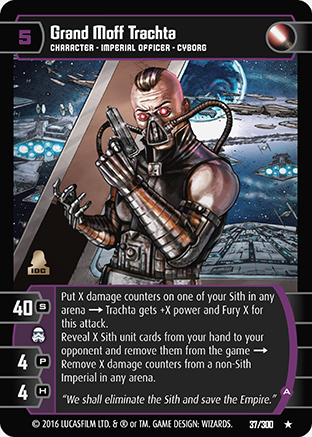 5
Grand Moff Trachta
CHARACTER • IMPERIAL OFFICER • CYBORG
IDC
40 S
4 P
4 H
Put X damage counters on one of your Sith in any
arena → Trachta gets +X power and Fury X for
this attack.
Reveal X Sith unit cards from your hand to your
opponent and remove them from the game →
Remove X damage counters from a non-Sith
Imperial in any arena.
"We shall eliminate the Sith and save the Empire."
A
© 2016 LUCASFILM LTD. & ® or TM. GAME DESIGN: WIZARDS.
37/300 ★